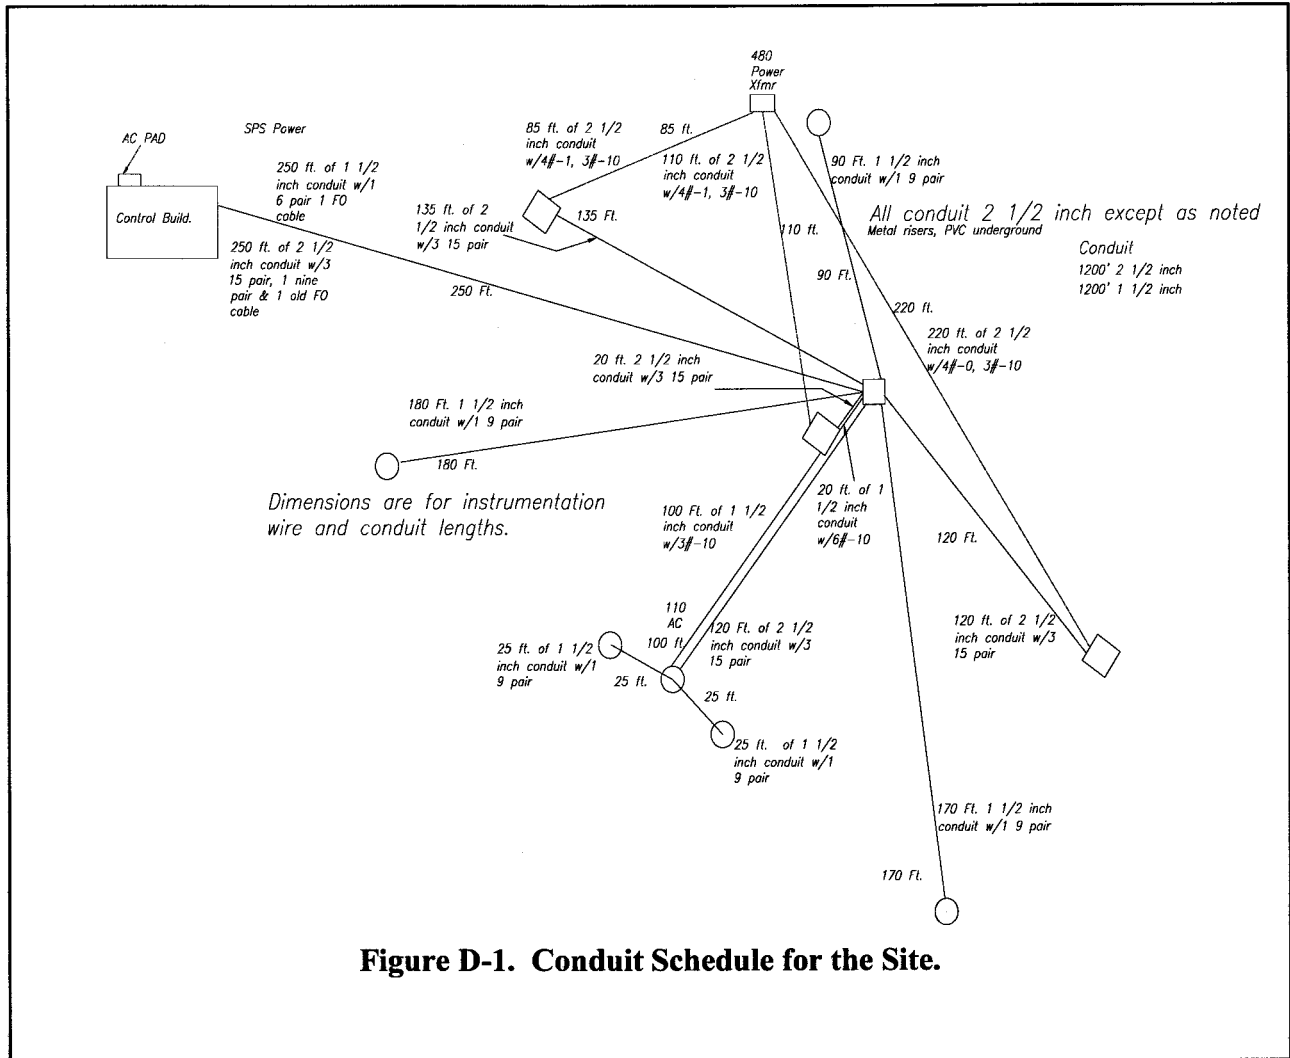 480
Power
Xfmr
AC PAD
SPS Power
85 ft. of 2 1/2
inch conduit
w/4#-1, 3#-10
85 ft.
110 ft. of 2 1/2
inch conduit
w/4#-1, 3#-10
90 Ft. 1 1/2 inch
conduit w/1 9 pair
250 ft. of 1 1/2
inch conduit w/1
6 pair 1 FO
cable
Control Build.
135 ft. of 2
1/2 inch conduit
w/3 15 pair
135 Ft.
110 ft.
All conduit 2 1/2 inch except as noted
Metal risers, PVC underground
Conduit
1200' 2 1/2 inch
1200' 1 1/2 inch
250 ft. of 2 1/2
inch conduit w/3
15 pair, 1 nine
pair & 1 old FO
cable
250 Ft.
90 Ft.
220 ft.
220 ft. of 2 1/2
inch conduit
w/4#-0, 3#-10
20 ft. 2 1/2 inch
conduit w/3 15 pair
180 Ft. 1 1/2 inch
conduit w/1 9 pair
180 Ft.
Dimensions are for instrumentation
wire and conduit lengths.
100 Ft. of 1 1/2
inch conduit
w/3#-10
20 ft. of 1
1/2 inch
conduit
w/6#-10
120 Ft.
110
AC
100 ft.
120 Ft. of 2 1/2
inch conduit w/3
15 pair
120 ft. of 2 1/2
inch conduit w/3
15 pair
25 ft. of 1 1/2
inch conduit w/1
9 pair
25 ft.
25 ft.
25 ft. of 1 1/2
inch conduit w/1
9 pair
170 Ft. 1 1/2 inch
conduit w/1 9 pair
170 Ft.
Figure D-1. Conduit Schedule for the Site.